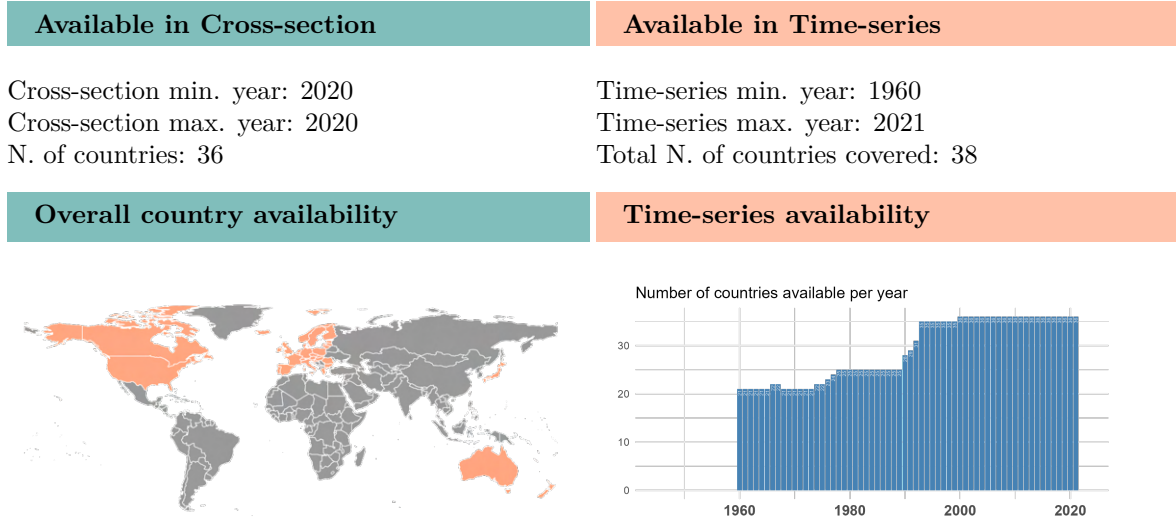 Available in Cross-section
Available in Time-series
Cross-section min. year: 2020
Cross-section max. year: 2020
N. of countries: 36
Time-series min. year: 1960
Time-series max. year: 2021
Total N. of countries covered: 38
Overall country availability
Time-series availability
Number of countries available per year
30
20
10
0
1960 1980 2000 2020